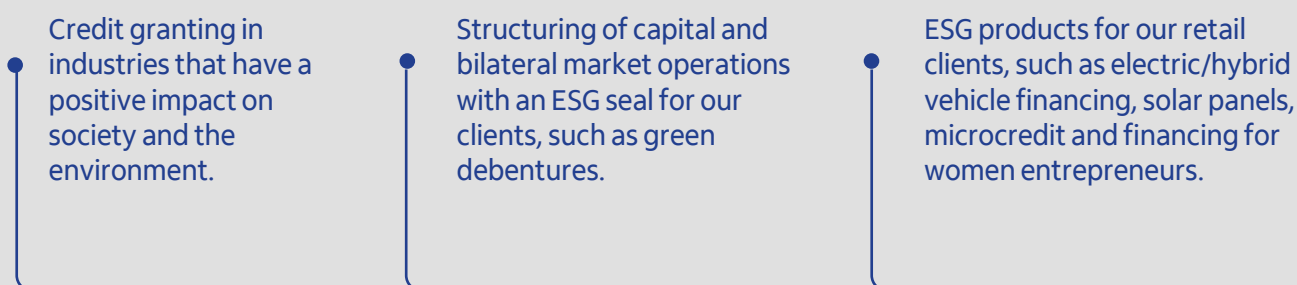 Credit granting in
industries that have a
positive impact on
society and the
environment.
Structuring of capital and
bilateral market operations
with an ESG seal for our
clients, such as green
debentures.
ESG products for our retail
clients, such as electric/hybrid
vehicle financing, solar panels,
microcredit and financing for
women entrepreneurs.